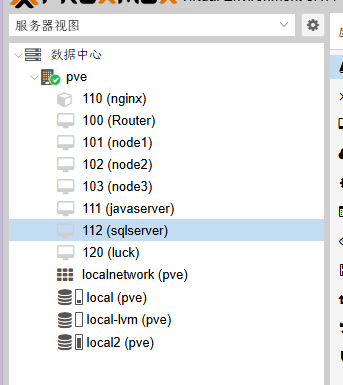 服务器视图
数据中心
pve
110 (nginx)
100 (Router)
101 (node1)
102 (node2)
103 (node3)
111 (javaserver)
112 (sqlserver)
120 (luck)
localnetwork (pve)
local (pve)
local-lvm (pve)
local2 (pve)